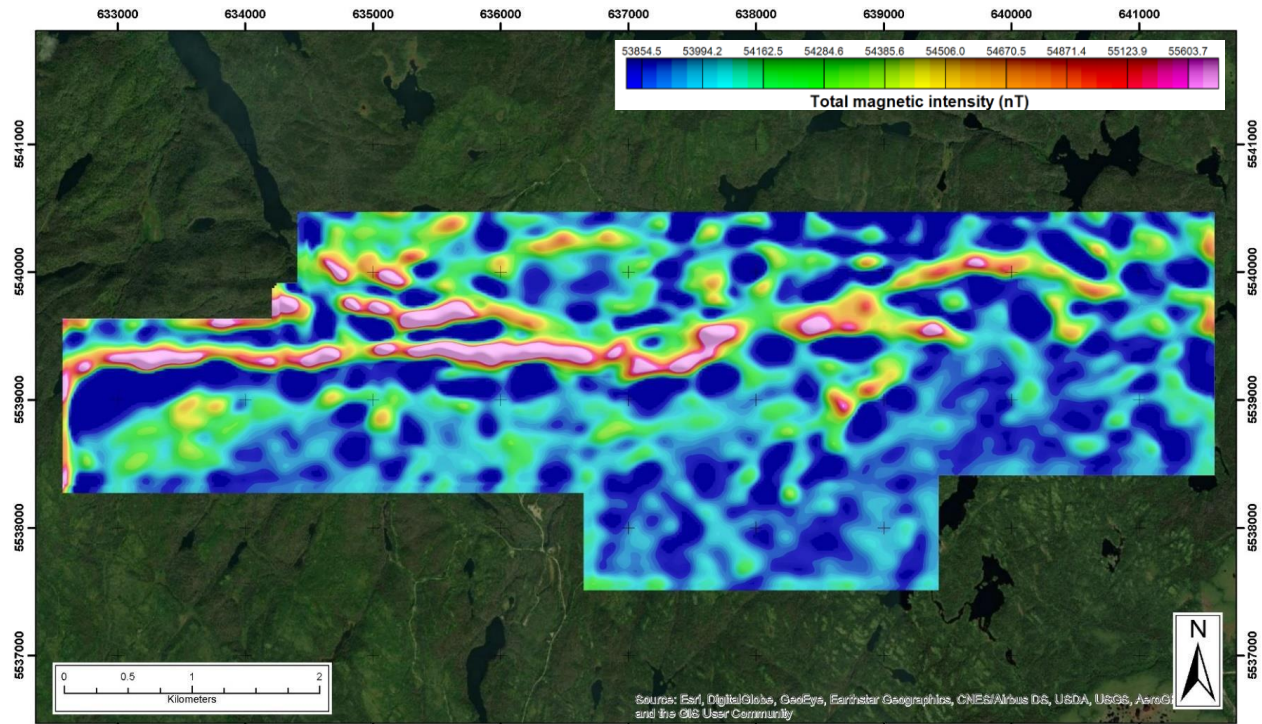 633000 634000 635000 636000 637000 638000 639000 640000 641000
53854.5 53994.2 54162.5 54284.6 54385.6 54506.0 54670.5 54871.4 55123.9 55603.7
Total magnetic intensity (nT)
5541000 5541000
5540000 5540000
5539000 5539000
5538000 5538000
5537000 5537000
N
0 0.5 1 2
Kilometers
Source: Esri, DigitalGlobe, GeoEye, Earthstar Geographics, CNES/Airbus DS, USDA, USGS,
and the GIS User Community